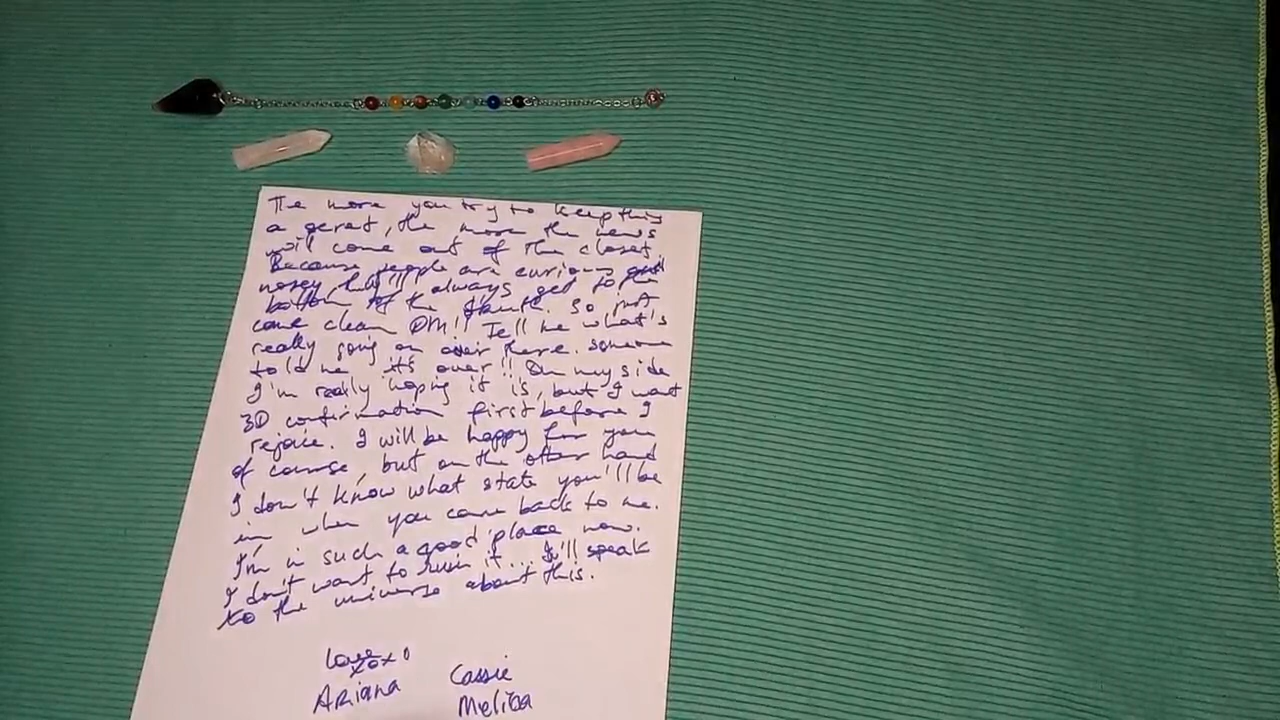 The more you try to keep this
a secret, the more the news
will come out of the closet.
Because people are curious and
nosey they'll always get to the
bottom of the truth. So just
come clean DM!! Tell me what's
really going on over there. Someone
told me it's over!! On my side
I'm really hoping it is, but I want
3D confirmation first before I
rejoice. I will be happy for you
of course, but on the other hand
I don't know what state you'll be
in when you come back to me.
I'm in such a good place now.
I don't want to ruin it... I'll speak
to the universe about this.
Love
xoxo
Ariana Cassie
Melissa